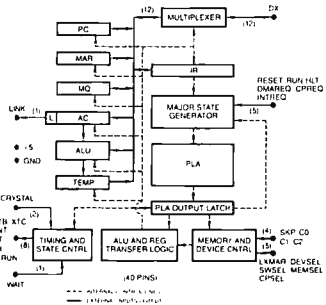 (12)
MULTIPLEXER
DX
(12)
PC
MAR
IR
MQ
RESET RUN/HLT
DMAREQ CPREQ
INTREQ
MAJOR STATE
GENERATOR
(5)
LINK
(1)
L
AC
ALU
PLA
GND
TEMP
CRYSTAL
PLA OUTPUT LATCH
(2)
TIMING AND
STATE CNTRL
ALU AND REG
TRANSFER LOGIC
MEMORY AND
DEVICE CNTRL
(4)
SKP C0
C1 C2
XTC
(8)
RUN
(5)
LXMAR DEVSEL
SWSEL MEMSEL
CPSEL
(1)
WAIT
(40 PINS)